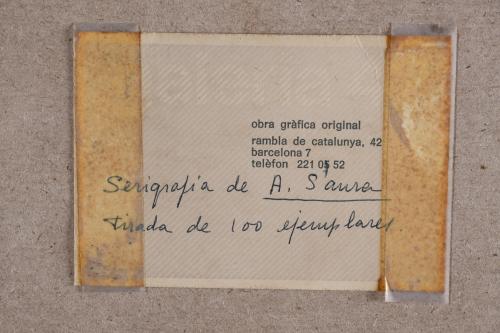 obra gràfica original
rambla de catalunya, 42
barcelona 7
telèfon 221 05 52
Serigrafia de A. Saura
tirada de 100 ejemplares.